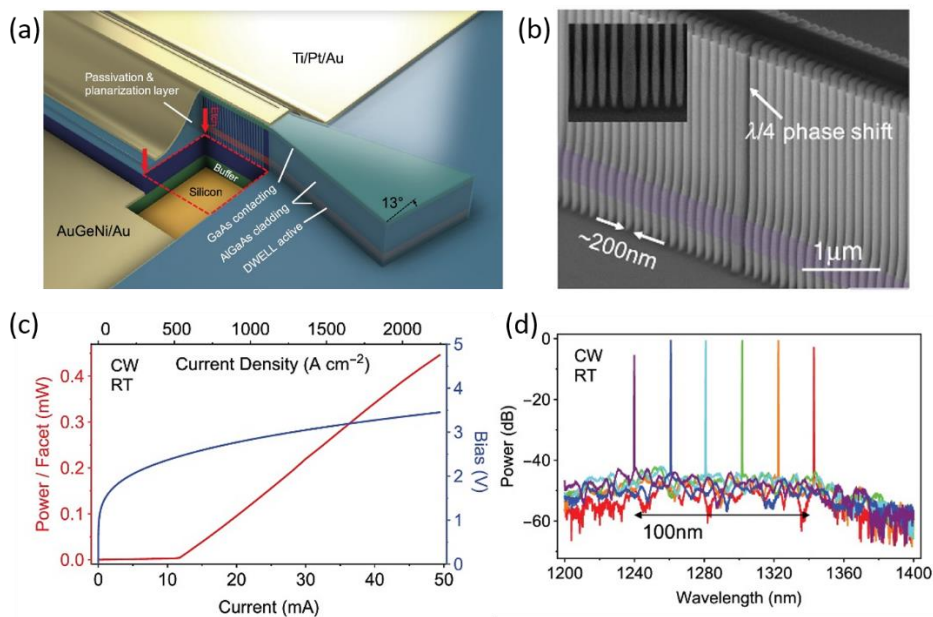 (a)
Ti/Pt/Au
Passivation &
planarization layer
Etch
Buffer
Silicon
AuGeNi/Au
GaAs contacting
AlGaAs cladding
DWELL active
13°
(b)
λ/4 phase shift
~200nm
1μm
(c)
0 500 1000 1500 2000
Current Density (A cm⁻²)
CW
RT
Power / Facet (mW)
0.4
0.3
0.2
0.1
0.0
5
4
3
2
1
0
Bias (V)
0 10 20 30 40 50
Current (mA)
(d)
CW
RT
Power (dB)
0
−20
−40
−60
100nm
1200 1240 1280 1320 1360 1400
Wavelength (nm)